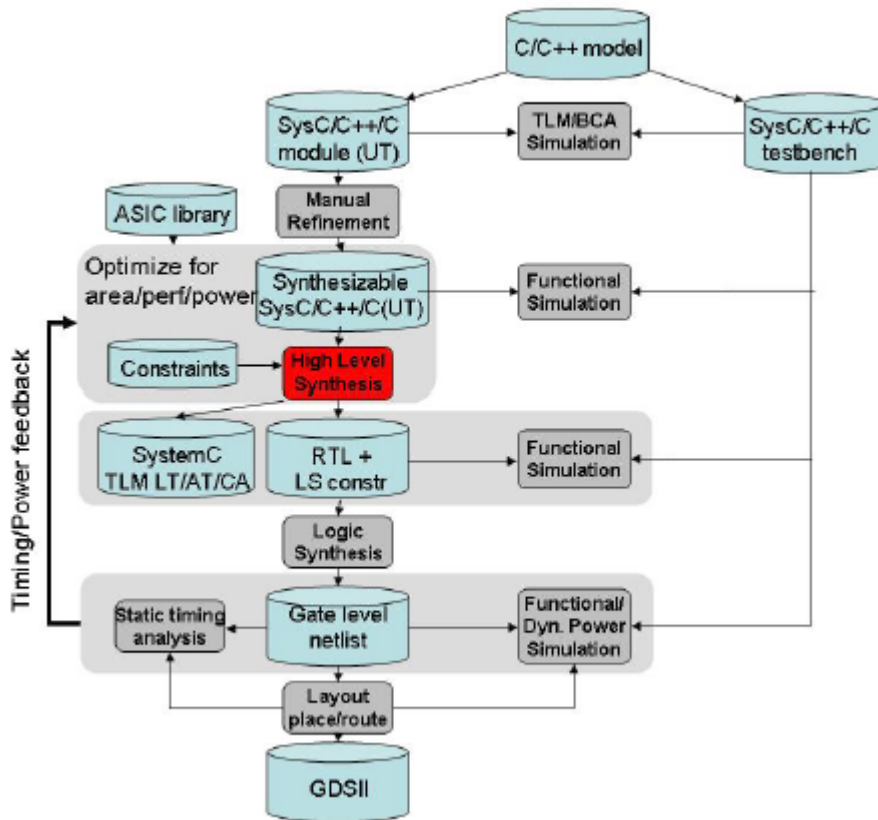 C/C++ model
SysC/C++/C
module (UT)
TLM/BCA
Simulation
SysC/C++/C
testbench
Manual
Refinement
ASIC library
Optimize for
area/perf/power
Synthesizable
SysC/C++/C(UT)
Functional
Simulation
Constraints
High Level
Synthesis
Timing/Power feedback
SystemC
TLM LT/AT/CA
RTL +
LS constr
Functional
Simulation
Logic
Synthesis
Static timing
analysis
Gate level
netlist
Functional/
Dyn. Power
Simulation
Layout
place/route
GDSII